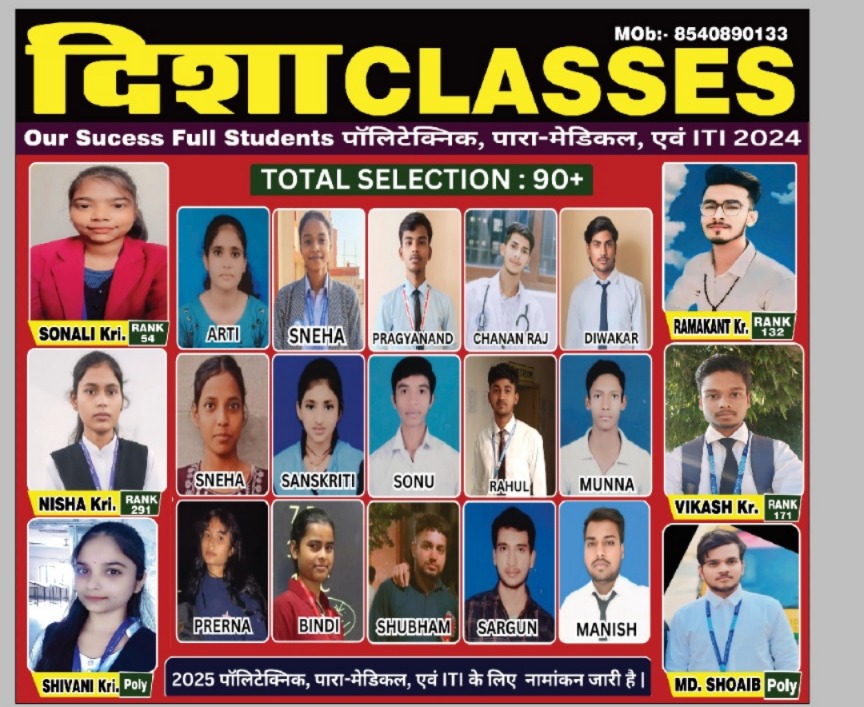 MOb:- 8540890133
दिशा CLASSES
Our Sucess Full Students पॉलिटेक्निक, पारा-मेडिकल, एवं ITI 2024
TOTAL SELECTION : 90+
SONALI Kri. RANK 54
ARTI
SNEHA
PRAGYANAND
CHANAN RAJ
DIWAKAR
RAMAKANT Kr. RANK 132
NISHA Kri. RANK 291
SNEHA
SANSKRITI
SONU
RAHUL
MUNNA
VIKASH Kr. RANK 171
SHIVANI Kri. Poly
PRERNA
BINDI
SHUBHAM
SARGUN
MANISH
MD. SHOAIB Poly
2025 पॉलिटेक्निक, पारा-मेडिकल, एवं ITI के लिए नामांकन जारी है |